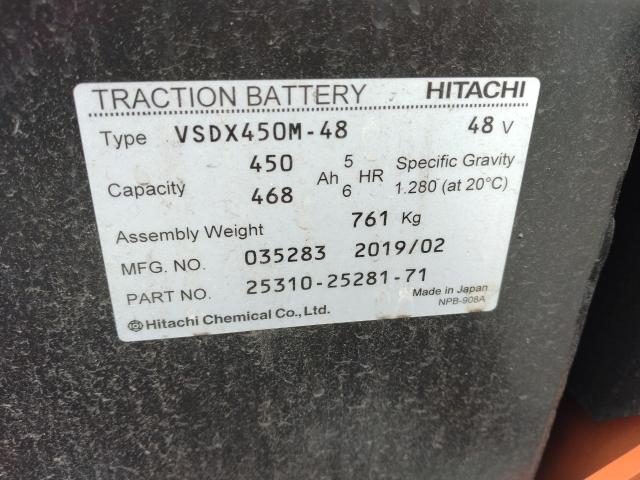 TRACTION BATTERY HITACHI
Type VSDX450M-48 48 V
Capacity 450 Ah 5 HR Specific Gravity
468 6 1.280 (at 20°C)
Assembly Weight 761 Kg
MFG. NO. 035283 2019/02
PART NO. 25310-25281-71 Made in Japan
NPB-908A
Hitachi Chemical Co., Ltd.